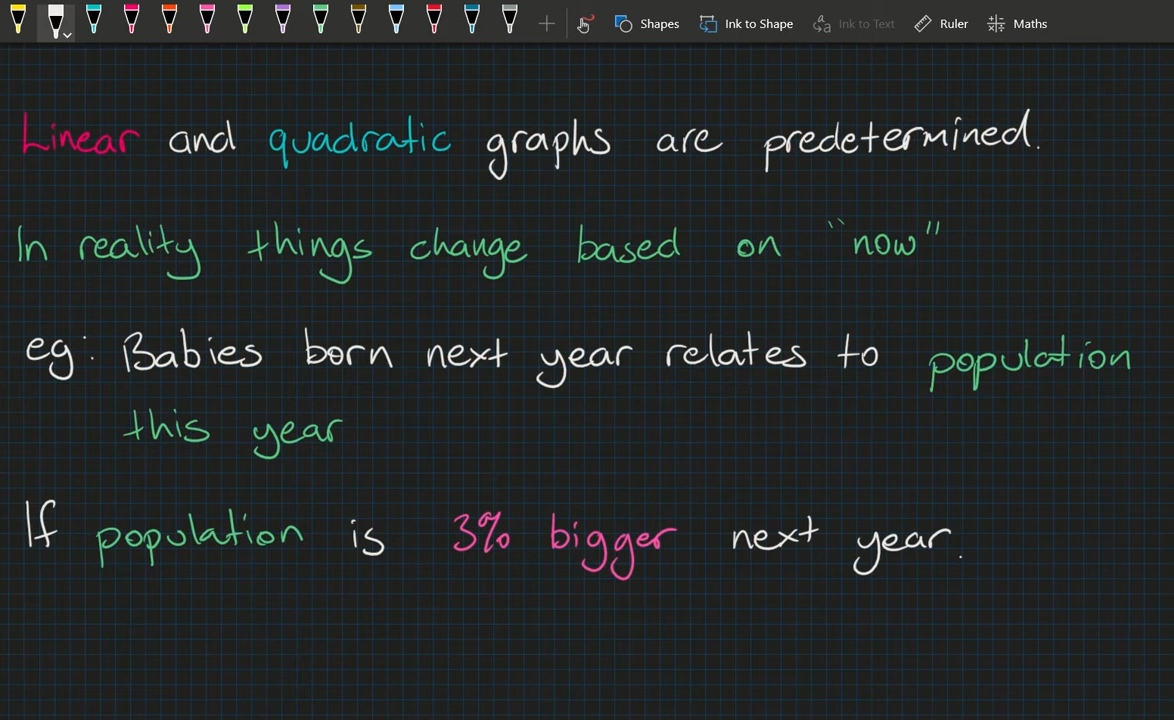 Shapes Ink to Shape Ink to Text Ruler Maths
Linear and quadratic graphs are predetermined.
In reality things change based on "now"
eg: Babies born next year relates to population
this year
If population is 3% bigger next year.